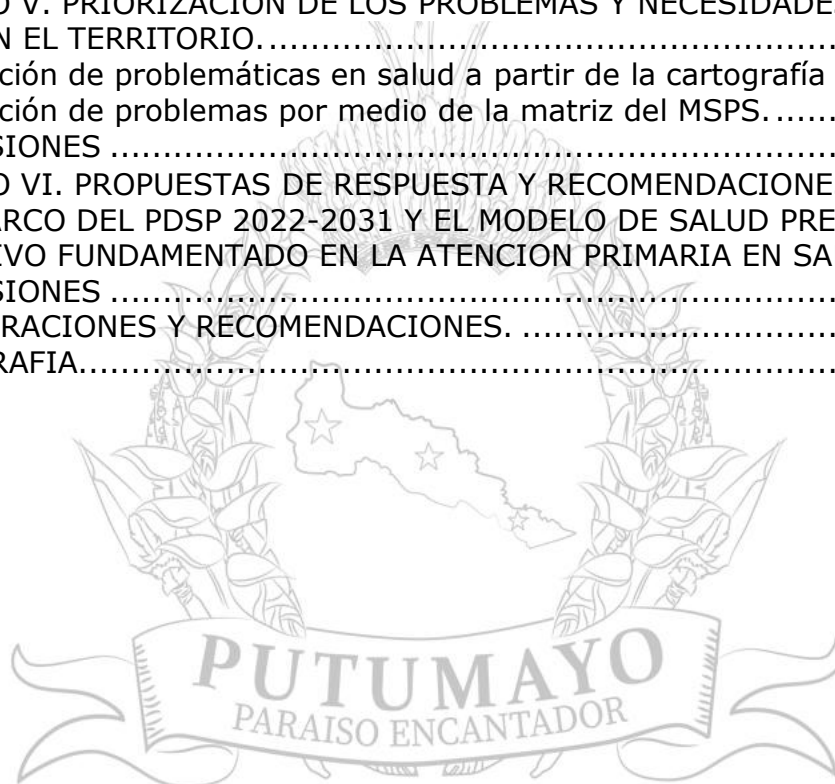 O V. PRIORIZACIÓN DE LOS PROBLEMAS Y NECESIDADES
N EL TERRITORIO. ..........................................................
ción de problemáticas en salud a partir de la cartografía
ción de problemas por medio de la matriz del MSPS. .......
SIONES ..........................................................................
O VI. PROPUESTAS DE RESPUESTA Y RECOMENDACIONE
ARCO DEL PDSP 2022-2031 Y EL MODELO DE SALUD PRE
IVO FUNDAMENTADO EN LA ATENCION PRIMARIA EN SA
SIONES ..........................................................................
RACIONES Y RECOMENDACIONES. ................................
RAFIA.............................................................................
PUTUMAYO
PARAISO ENCANTADOR